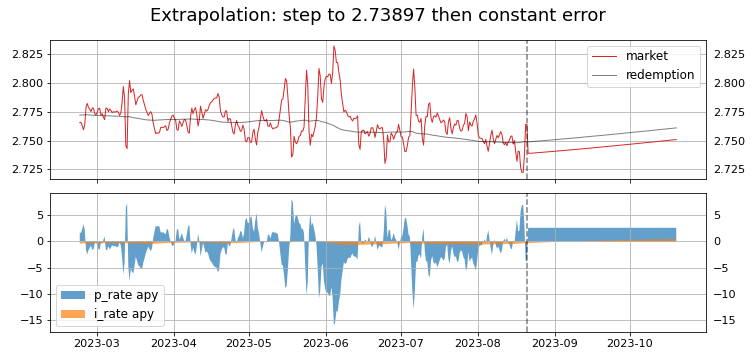 Extrapolation: step to 2.73897 then constant error
2.825 2.825
2.800 2.800
2.775 2.775
2.750 2.750
2.725 2.725
market
redemption
5 5
0 0
−5 −5
−10 −10
−15 −15
p_rate apy
i_rate apy
2023-03 2023-04 2023-05 2023-06 2023-07 2023-08 2023-09 2023-10